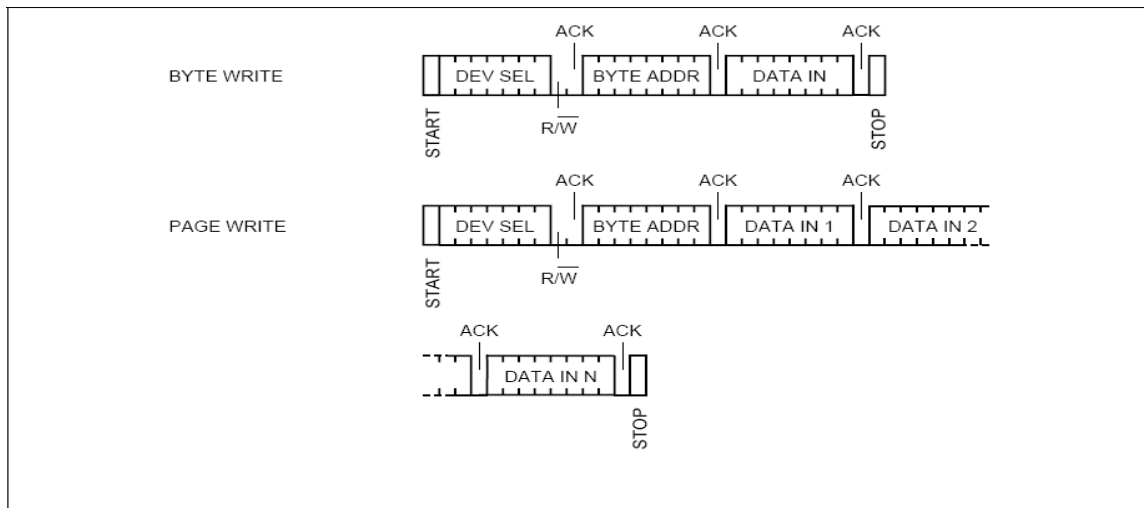 ACK ACK ACK
BYTE WRITE DEV SEL BYTE ADDR DATA IN
START R/W̅ STOP
ACK ACK ACK
PAGE WRITE DEV SEL BYTE ADDR DATA IN 1 DATA IN 2
START R/W̅
ACK ACK
DATA IN N
STOP